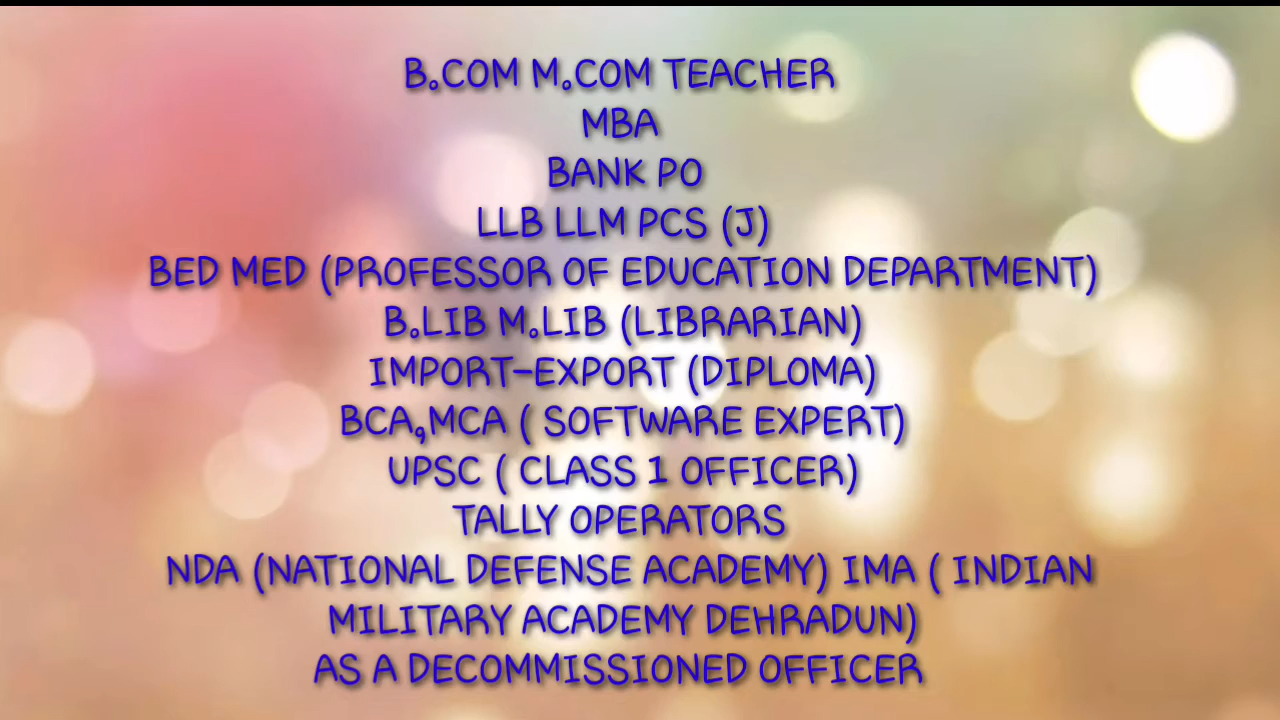 B.COM M.COM TEACHER
MBA
BANK PO
LLB LLM PCS (J)
BED MED (PROFESSOR OF EDUCATION DEPARTMENT)
B.LIB M.LIB (LIBRARIAN)
IMPORT-EXPORT (DIPLOMA)
BCA,MCA ( SOFTWARE EXPERT)
UPSC ( CLASS 1 OFFICER)
TALLY OPERATORS
NDA (NATIONAL DEFENSE ACADEMY) IMA ( INDIAN
MILITARY ACADEMY DEHRADUN)
AS A DECOMMISSIONED OFFICER